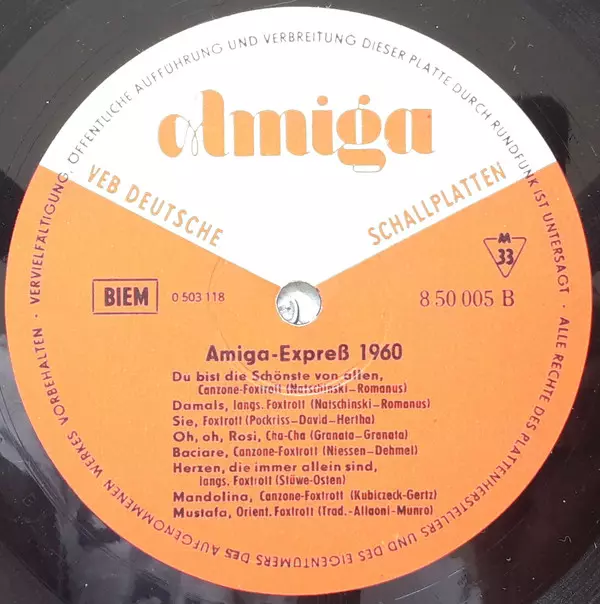 VERVIELFÄLTIGUNG, ÖFFENTLICHE AUFFÜHRUNG UND VERBREITUNG DIESER PLATTE DURCH RUNDFUNK IST UNTERSAGT · ALLE RECHTE DES PLATTENHERSTELLERS UND DES EIGENTÜMERS DES AUFGENOMMENEN WERKES VORBEHALTEN ·
Amiga
VEB DEUTSCHE SCHALLPLATTEN
BIEM
0 503 118
M
33
8 50 005 B
Amiga-Expreß 1960
Du bist die Schönste von allen,
Canzone-Foxtrott (Natschinski–Romanus)
Damals, langs. Foxtrott (Natschinski–Romanus)
Sie, Foxtrott (Pockriss–David–Hertha)
Oh, oh, Rosi, Cha-Cha (Granata–Granata)
Baciare, Canzone-Foxtrott (Niessen–Dehmel)
Herzen, die immer allein sind,
langs. Foxtrott (Stüwe-Osten)
Mandolina, Canzone-Foxtrott (Kubiczeck-Gertz)
Mustafa, Orient. Foxtrott (Trad.-Allaoni-Munro)